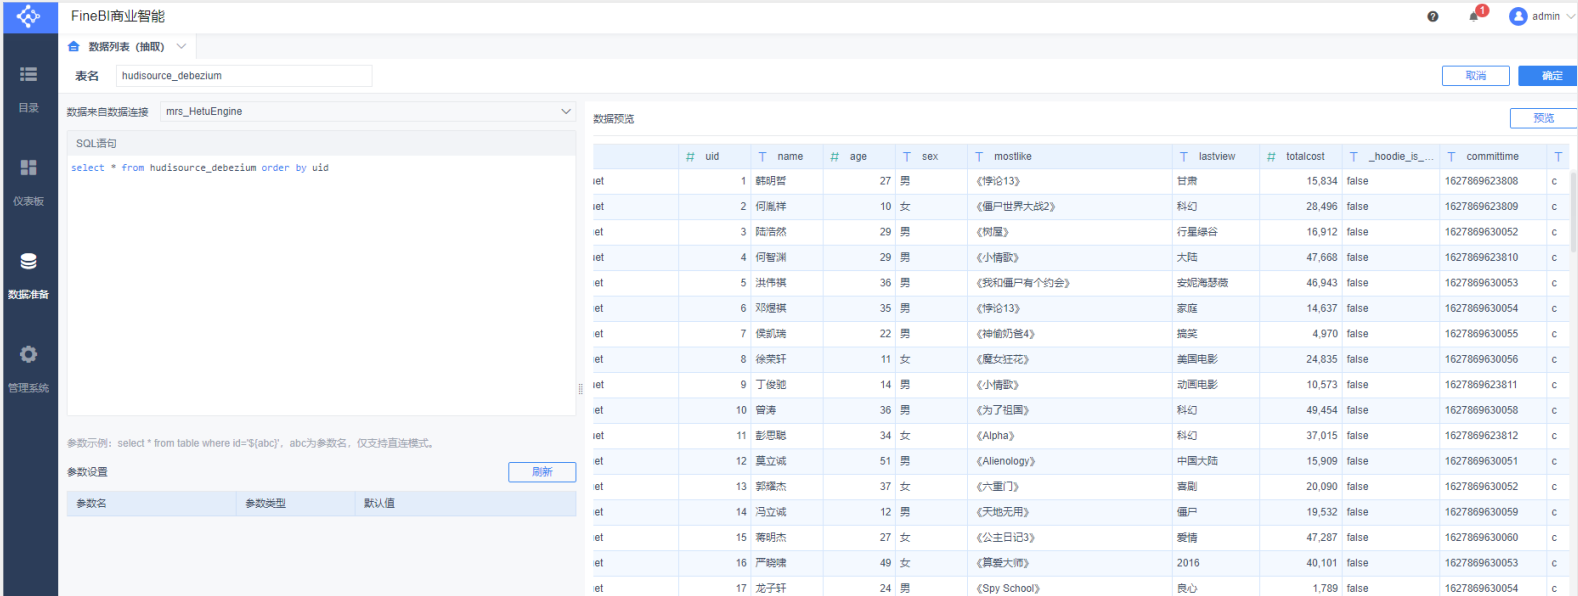 FineBI商业智能
1
admin
数据列表（抽取）
表名 hudisource_debezium
取消 确定
目录
仪表板
数据准备
管理系统
数据来自数据连接 mrs_HetuEngine
SQL语句
select * from hudisource_debezium order by uid
参数示例：select * from table where id='${abc}'，abc为参数名，仅支持直连模式。
参数设置 刷新
参数名 参数类型 默认值
数据预览 预览
# uid T name # age T sex T mostlike T lastview # totalcost T _hoodie_is_... T committime T
et 1 韩明哲 27 男 《悖论13》 甘肃 15,834 false 1627869623808 c
et 2 何胤祥 10 女 《僵尸世界大战2》 科幻 28,496 false 1627869623809 c
et 3 陆浩然 29 男 《树屋》 行星绿谷 16,912 false 1627869630052 c
et 4 何智渊 29 男 《小情歌》 大陆 47,668 false 1627869623810 c
et 5 洪伟祺 36 男 《我和僵尸有个约会》 安妮海瑟薇 46,943 false 1627869630053 c
et 6 邓煜祺 35 男 《悖论13》 家庭 14,637 false 1627869630054 c
et 7 侯凯瑞 22 男 《神偷奶爸4》 搞笑 4,970 false 1627869630055 c
et 8 徐荣轩 11 女 《魔女狂花》 美国电影 24,835 false 1627869630056 c
et 9 丁俊驰 14 男 《小情歌》 动画电影 10,573 false 1627869623811 c
et 10 曾涛 36 男 《为了祖国》 科幻 49,454 false 1627869630058 c
et 11 彭思聪 34 女 《Alpha》 科幻 37,015 false 1627869623812 c
et 12 莫立诚 51 男 《Alienology》 中国大陆 15,909 false 1627869630051 c
et 13 郭耀杰 37 女 《六重门》 喜剧 20,090 false 1627869630052 c
et 14 冯立诚 12 男 《天地无用》 僵尸 19,532 false 1627869630059 c
et 15 蒋明杰 27 女 《公主日记3》 爱情 47,287 false 1627869630060 c
et 16 严晓啸 49 女 《算爱大师》 2016 40,101 false 1627869630053 c
et 17 龙子轩 24 男 《Spy School》 良心 1,789 false 1627869630054 c